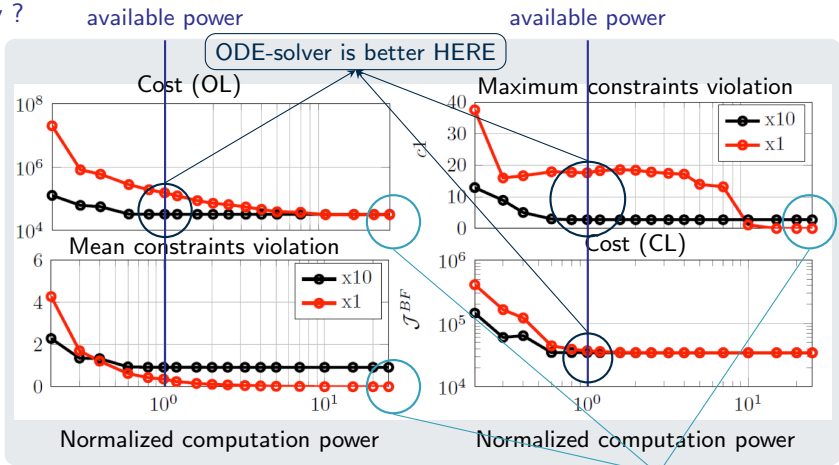 y ?
available power
available power
ODE-solver is better HERE
Cost (OL)
10^8
10^6
10^4
Maximum constraints violation
40
30
20
10
0
x10
x1
Mean constraints violation
6
4
2
0
x10
x1
10^0
10^1
Normalized computation power
Cost (CL)
J^BF
10^6
10^5
10^4
10^0
10^1
Normalized computation power